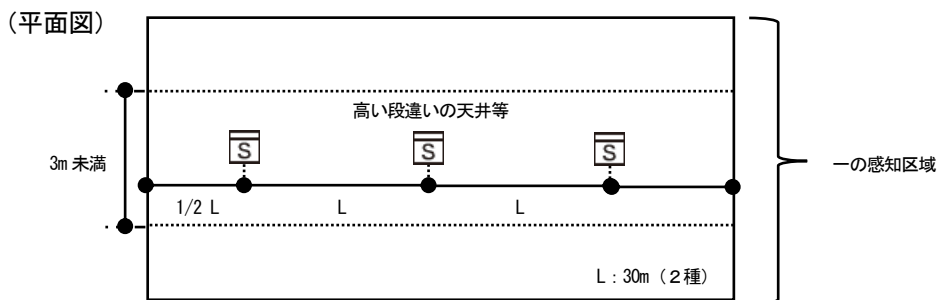 （平面図）
高い段違いの天井等
S
S
S
3m 未満
一の感知区域
1/2 L
L
L
L：30m（２種）